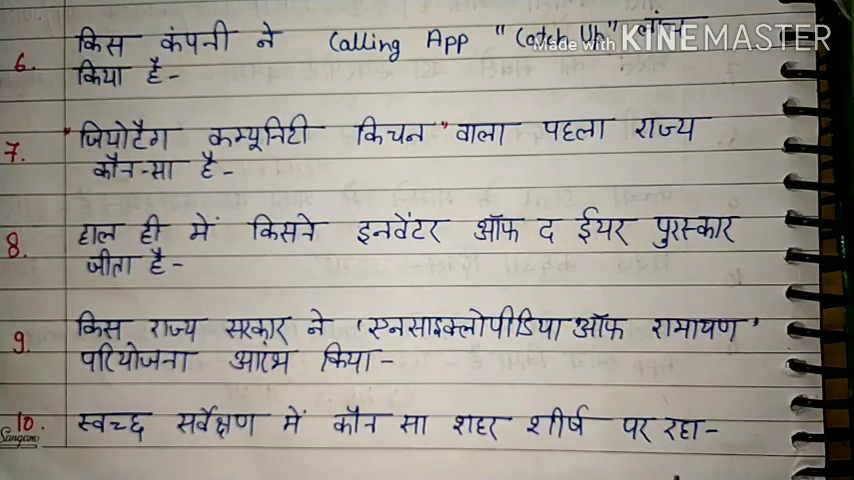 6. किस कंपनी ने Calling App "Catch Up" लॉन्च
किया है-
Made with KINEMASTER
7. "जियोटैग कम्यूनिटी किचन" वाला पहला राज्य
कौन-सा है-
8. हाल ही में किसने इनवेंटर ऑफ द ईयर पुरस्कार
जीता है-
9. किस राज्य सरकार ने 'एनसाइक्लोपीडिया ऑफ रामायण'
परियोजना आरंभ किया-
10. स्वच्छ सर्वेक्षण में कौन सा शहर शीर्ष पर रहा-
Sangam